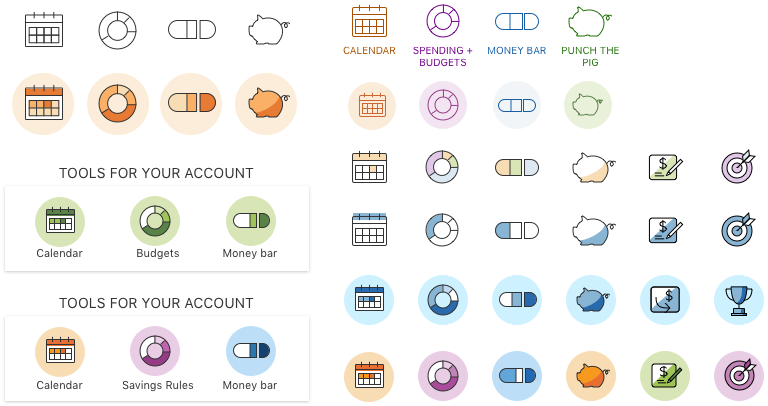 CALENDAR
SPENDING +
BUDGETS
MONEY BAR
PUNCH THE
PIG
TOOLS FOR YOUR ACCOUNT
Calendar
Budgets
Money bar
TOOLS FOR YOUR ACCOUNT
Calendar
Savings Rules
Money bar
$
$
$